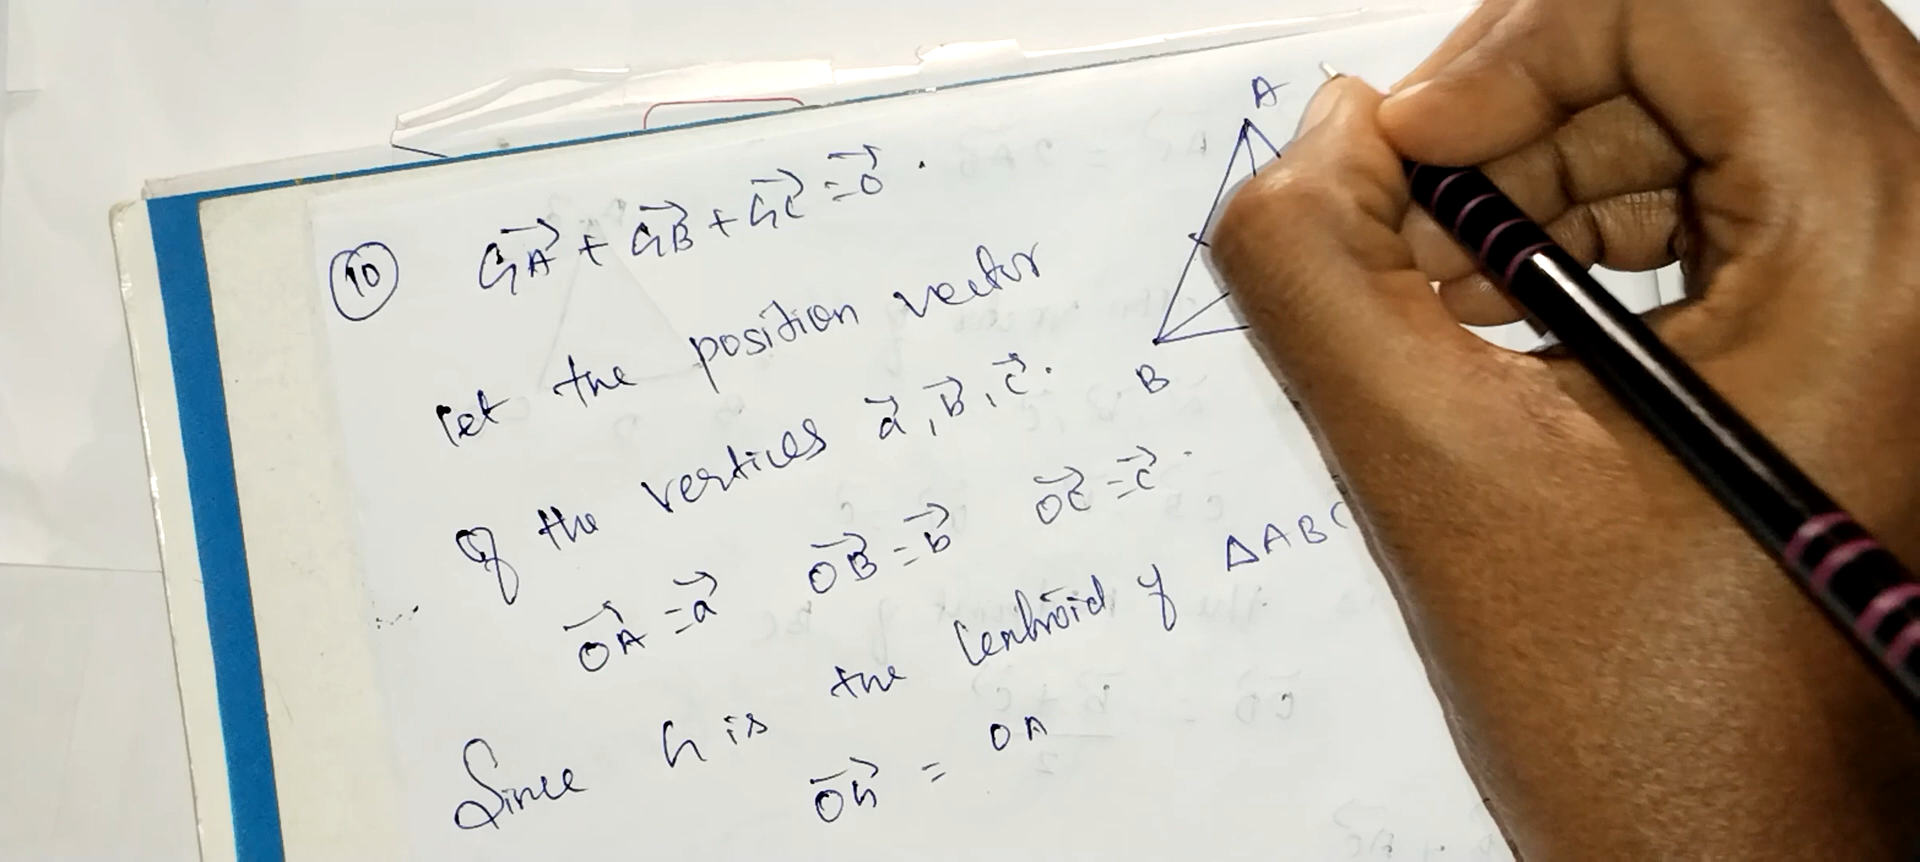 10 GA + GB + GC = 0 .
let the position vector
of the vertices a, b, c .
OA = a OB = b OC = c .
Since G is the Centroid of ΔABC
OG = OA
A
B